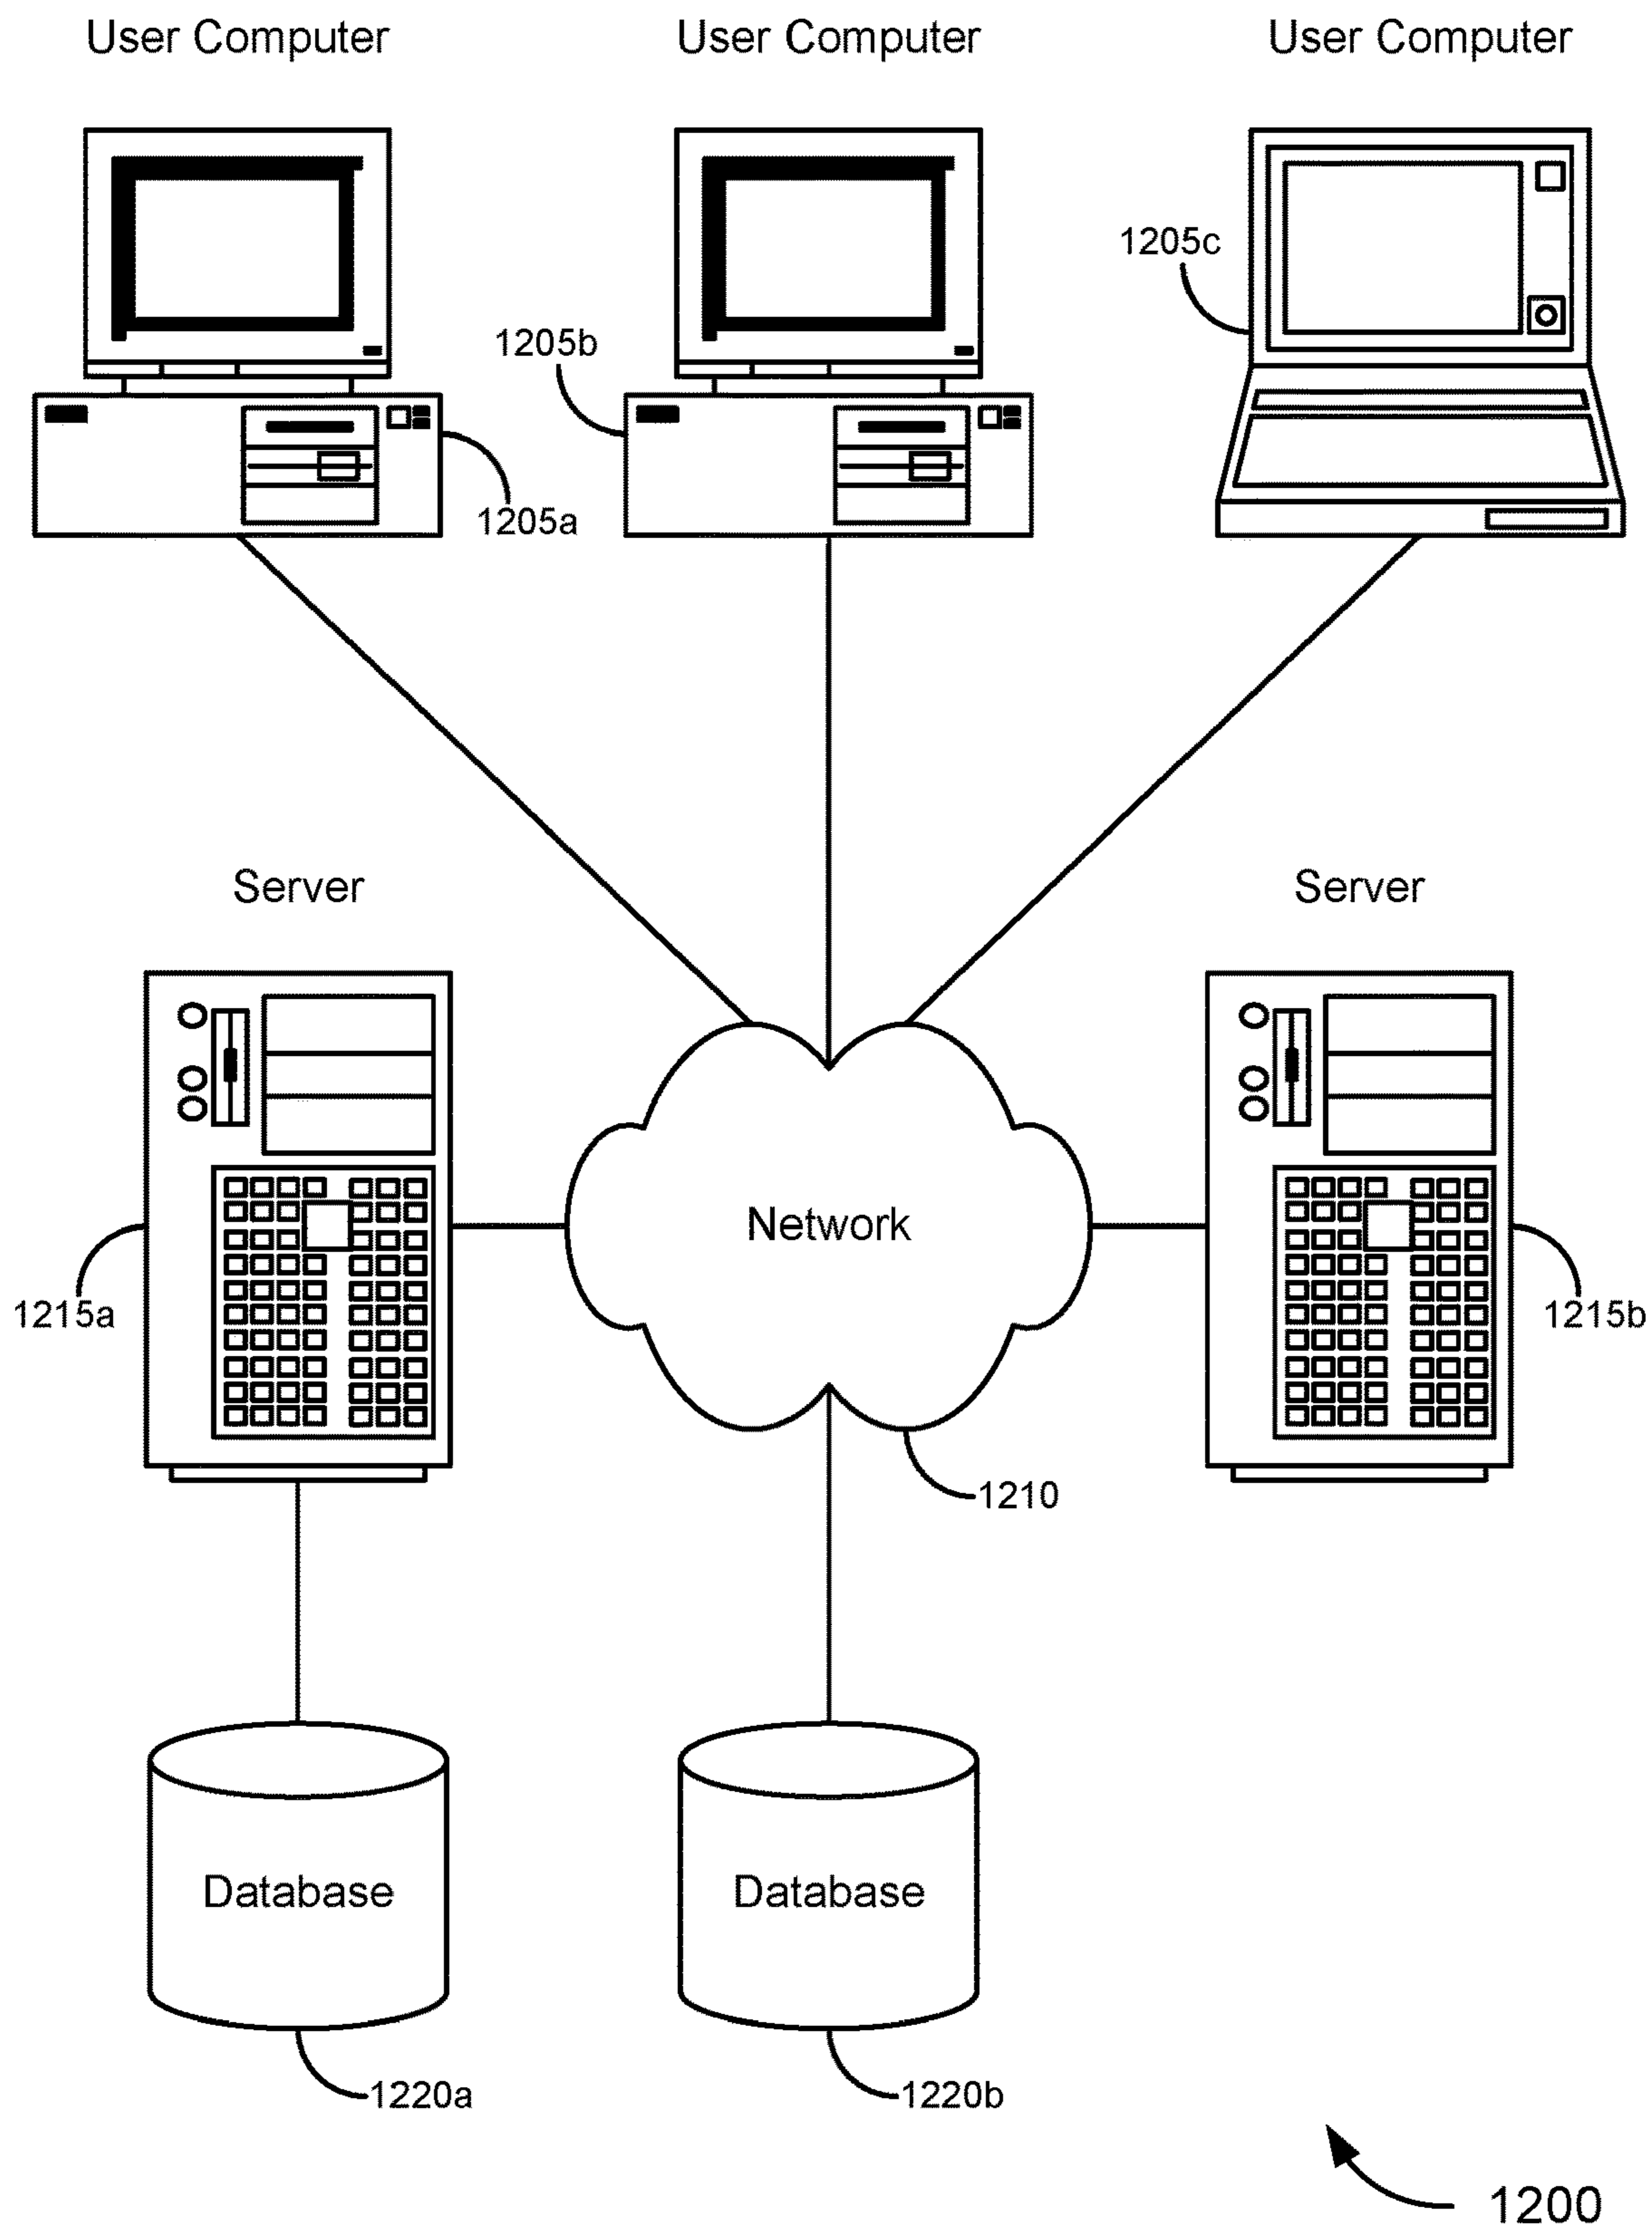 User Computer
User Computer
User Computer
1205c
1205b
1205a
Server
Server
Network
1215a
1215b
1210
Database
Database
1220a
1220b
1200